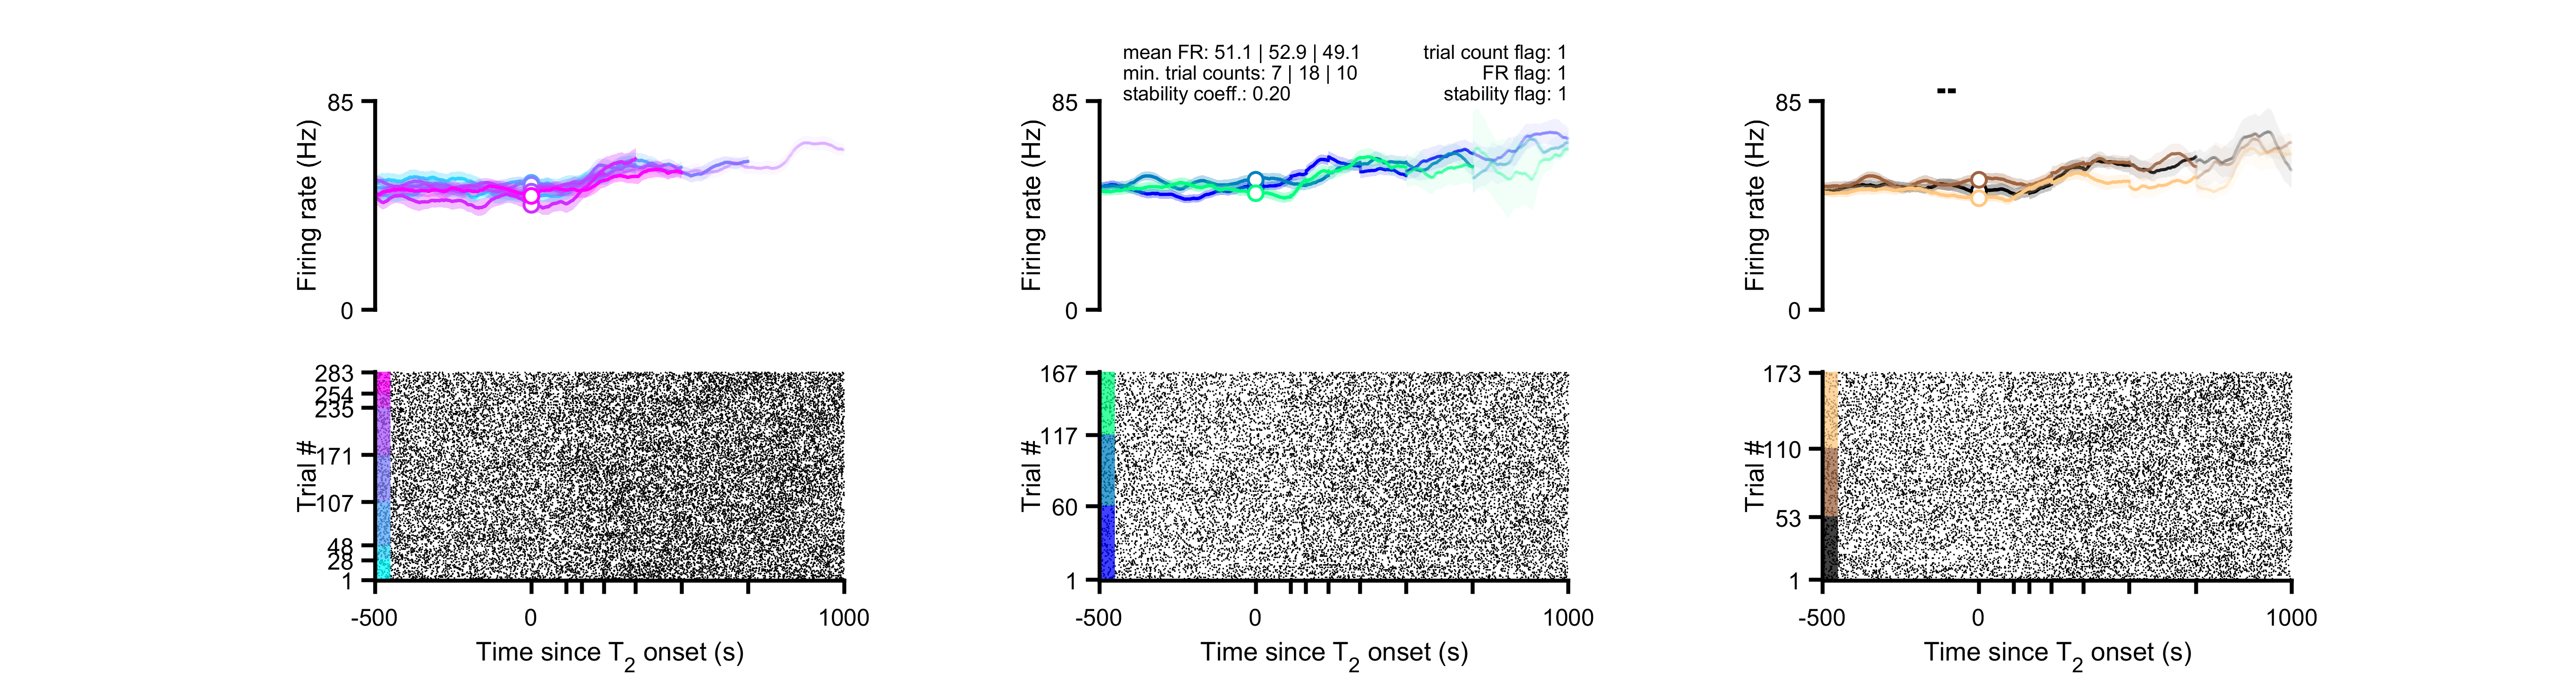 mean FR: 51.1 | 52.9 | 49.1
min. trial counts: 7 | 18 | 10
stability coeff.: 0.20
trial count flag: 1
FR flag: 1
stability flag: 1
--
85
Firing rate (Hz)
0
85
Firing rate (Hz)
0
85
Firing rate (Hz)
0
283
254
235
171
107
48
28
1
Trial #
-500
0
1000
Time since T2 onset (s)
167
117
60
1
Trial #
-500
0
1000
Time since T2 onset (s)
173
110
53
1
Trial #
-500
0
1000
Time since T2 onset (s)